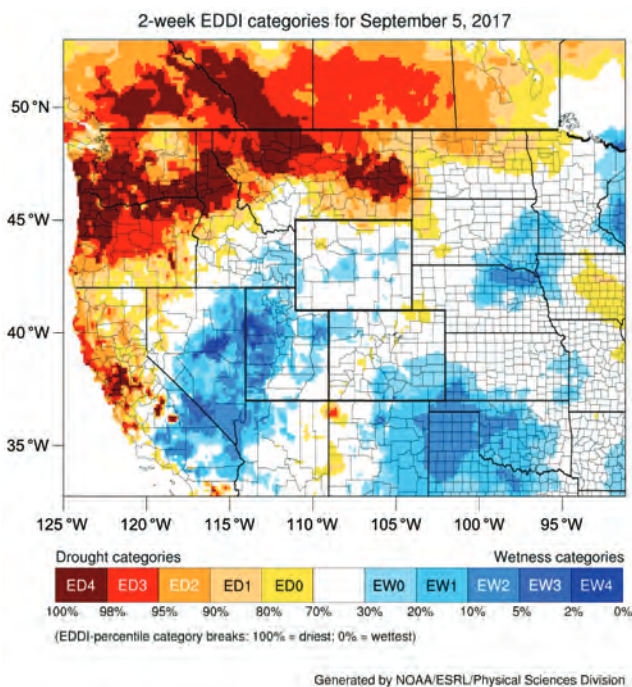 2-week EDDI categories for September 5, 2017
50°N
45°W
40°W
35°W
125°W 120°W 115°W 110°W 105°W 100°W 95°W
Drought categories Wetness categories
ED4 ED3 ED2 ED1 ED0 EW0 EW1 EW2 EW3 EW4
100% 98% 95% 90% 80% 70% 30% 20% 10% 5% 2% 0%
(EDDI-percentile category breaks: 100% = driest; 0% = wettest)
Generated by NOAA/ESRL/Physical Sciences Division